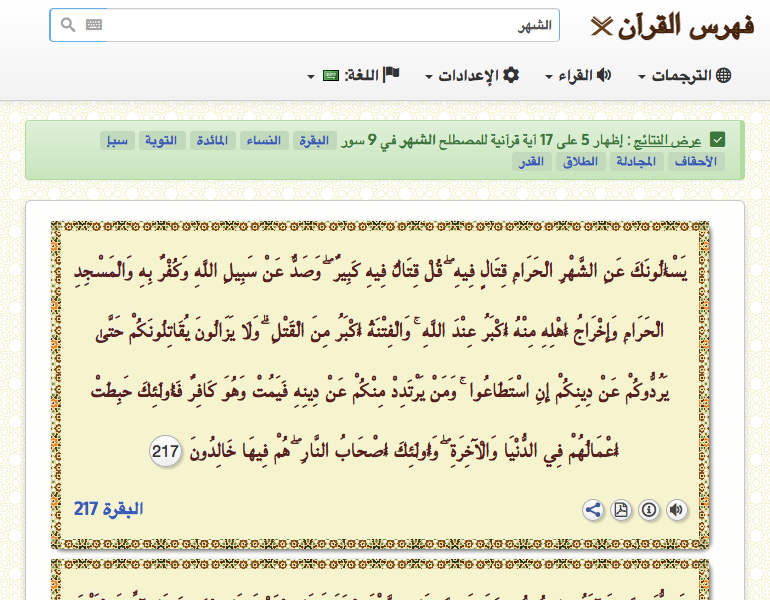 فهرس القرآن
الشهر
الترجمات
القراء
الإعدادات
اللغة:
عرض النتائج : إظهار 5 على 17 آية قرآنية للمصطلح الشهر في 9 سور البقرة النساء المائدة التوبة سبإ
الأحقاف المجادلة الطلاق القدر
يَسْأَلُونَكَ عَنِ الشَّهْرِ الْحَرَامِ قِتَالٍ فِيهِ ۖ قُلْ قِتَالٌ فِيهِ كَبِيرٌ ۖ وَصَدٌّ عَنْ سَبِيلِ اللَّهِ وَكُفْرٌ بِهِ وَالْمَسْجِدِ
الْحَرَامِ وَإِخْرَاجُ أَهْلِهِ مِنْهُ أَكْبَرُ عِنْدَ اللَّهِ ۚ وَالْفِتْنَةُ أَكْبَرُ مِنَ الْقَتْلِ ۗ وَلَا يَزَالُونَ يُقَاتِلُونَكُمْ حَتَّىٰ
يَرُدُّوكُمْ عَنْ دِينِكُمْ إِنِ اسْتَطَاعُوا ۚ وَمَنْ يَرْتَدِدْ مِنْكُمْ عَنْ دِينِهِ فَيَمُتْ وَهُوَ كَافِرٌ فَأُولَٰئِكَ حَبِطَتْ
أَعْمَالُهُمْ فِي الدُّنْيَا وَالْآخِرَةِ ۖ وَأُولَٰئِكَ أَصْحَابُ النَّارِ ۖ هُمْ فِيهَا خَالِدُونَ 217
البقرة 217